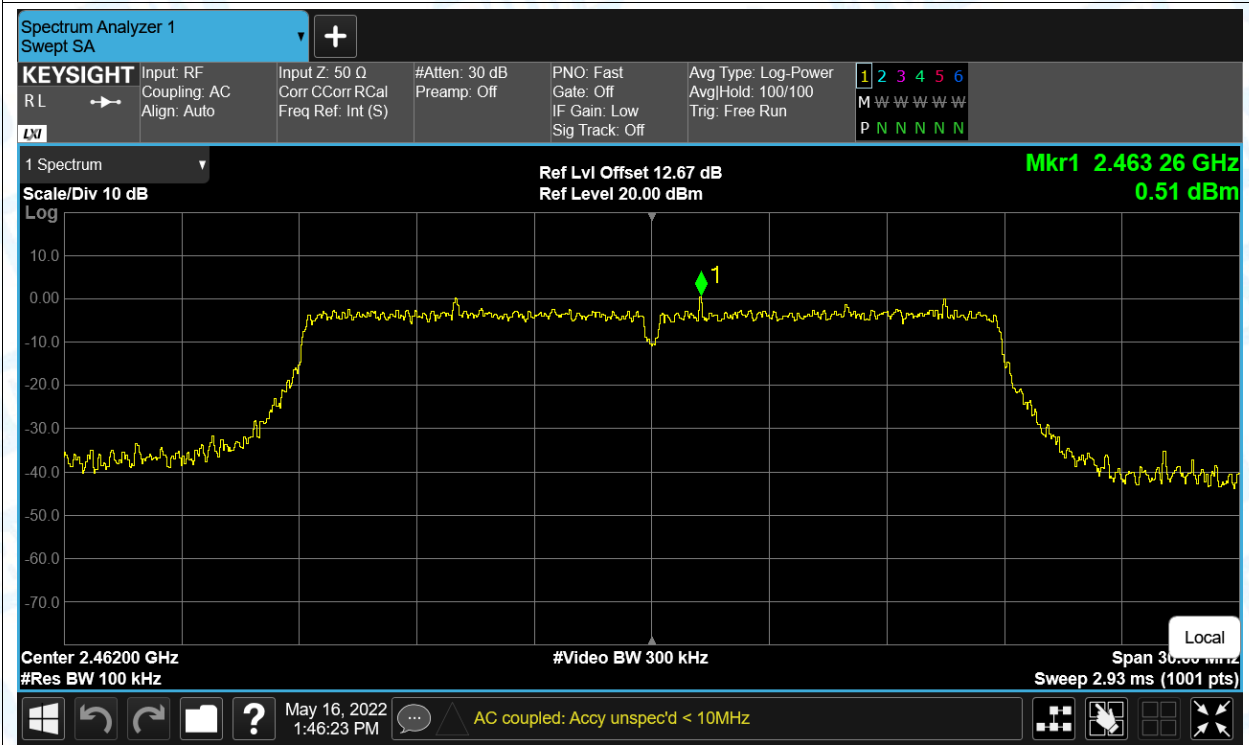 Spectrum Analyzer 1
Swept SA
KEYSIGHT
R L
LXI
Input: RF
Coupling: AC
Align: Auto
Input Z: 50 Ω
Corr CCorr RCal
Freq Ref: Int (S)
#Atten: 30 dB
Preamp: Off
PNO: Fast
Gate: Off
IF Gain: Low
Sig Track: Off
Avg Type: Log-Power
Avg|Hold: 100/100
Trig: Free Run
1 2 3 4 5 6
M W W W W W
P N N N N N
1 Spectrum
Scale/Div 10 dB
Log
Ref Lvl Offset 12.67 dB
Ref Level 20.00 dBm
Mkr1 2.463 26 GHz
0.51 dBm
10.0
0.00
-10.0
-20.0
-30.0
-40.0
-50.0
-60.0
-70.0
1
Local
Center 2.46200 GHz
#Res BW 100 kHz
#Video BW 300 kHz
Span 30.00 MHz
Sweep 2.93 ms (1001 pts)
?
May 16, 2022
1:46:23 PM
AC coupled: Accy unspec'd < 10MHz